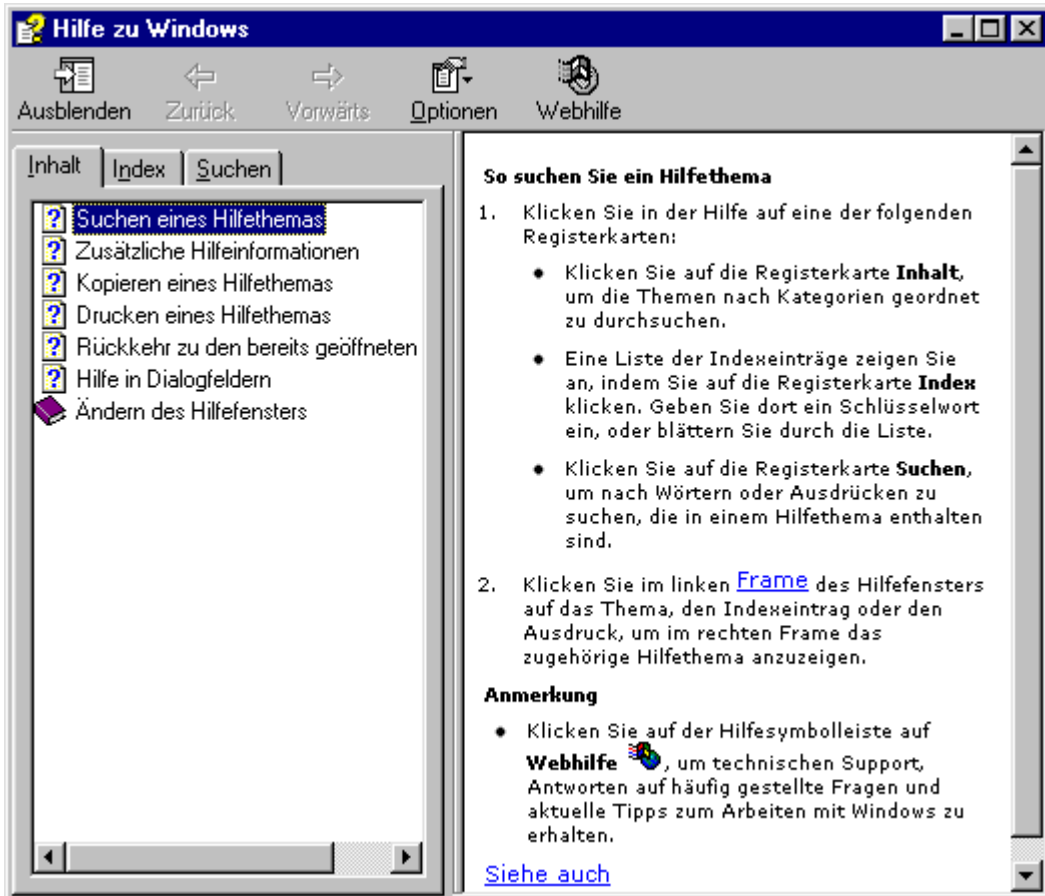 Hilfe zu Windows
Ausblenden Zurück Vorwärts Optionen Webhilfe
Inhalt Index Suchen
Suchen eines Hilfethemas
Zusätzliche Hilfeinformationen
Kopieren eines Hilfethemas
Drucken eines Hilfethemas
Rückkehr zu den bereits geöffneten
Hilfe in Dialogfeldern
Ändern des Hilfefensters
So suchen Sie ein Hilfethema
1. Klicken Sie in der Hilfe auf eine der folgenden
Registerkarten:
• Klicken Sie auf die Registerkarte Inhalt,
um die Themen nach Kategorien geordnet
zu durchsuchen.
• Eine Liste der Indexeinträge zeigen Sie
an, indem Sie auf die Registerkarte Index
klicken. Geben Sie dort ein Schlüsselwort
ein, oder blättern Sie durch die Liste.
• Klicken Sie auf die Registerkarte Suchen,
um nach Wörtern oder Ausdrücken zu
suchen, die in einem Hilfethema enthalten
sind.
2. Klicken Sie im linken Frame des Hilfefensters
auf das Thema, den Indexeintrag oder den
Ausdruck, um im rechten Frame das
zugehörige Hilfethema anzuzeigen.
Anmerkung
• Klicken Sie auf der Hilfesymbolleiste auf
Webhilfe , um technischen Support,
Antworten auf häufig gestellte Fragen und
aktuelle Tipps zum Arbeiten mit Windows zu
erhalten.
Siehe auch